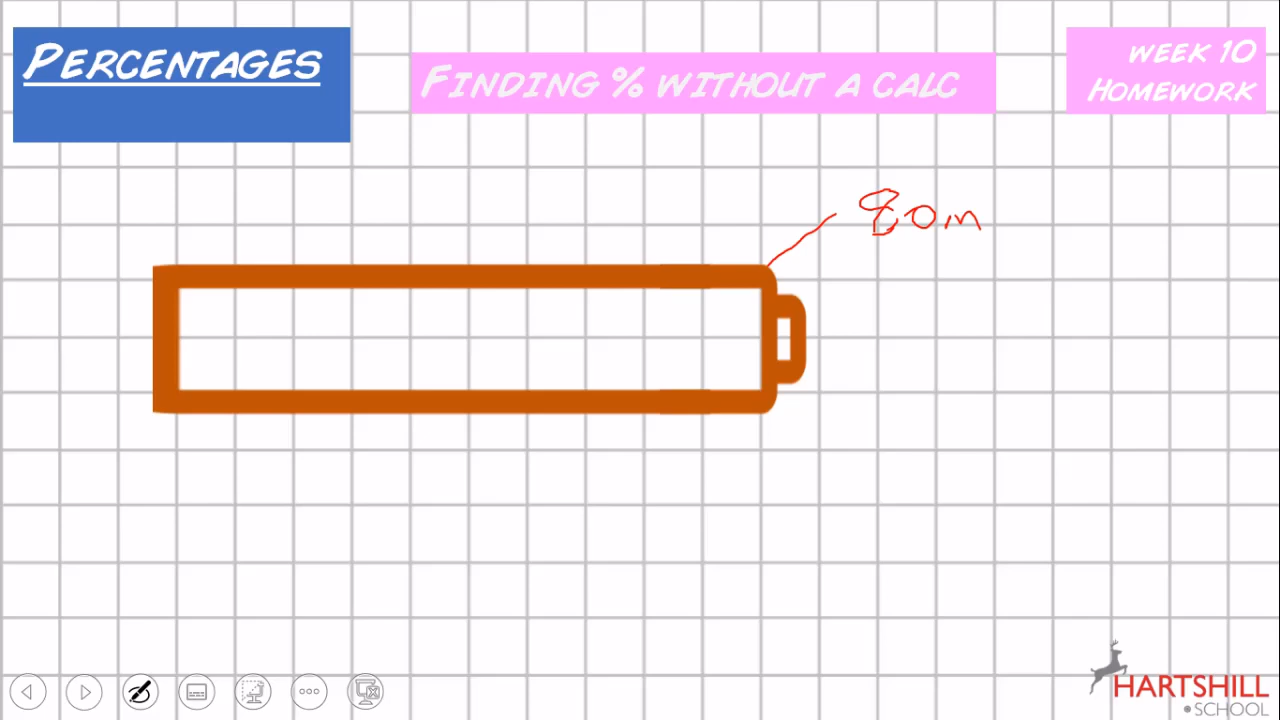 PERCENTAGES
FINDING % WITHOUT A CALC
WEEK 10
HOMEWORK
80m
HARTSHILL
•SCHOOL